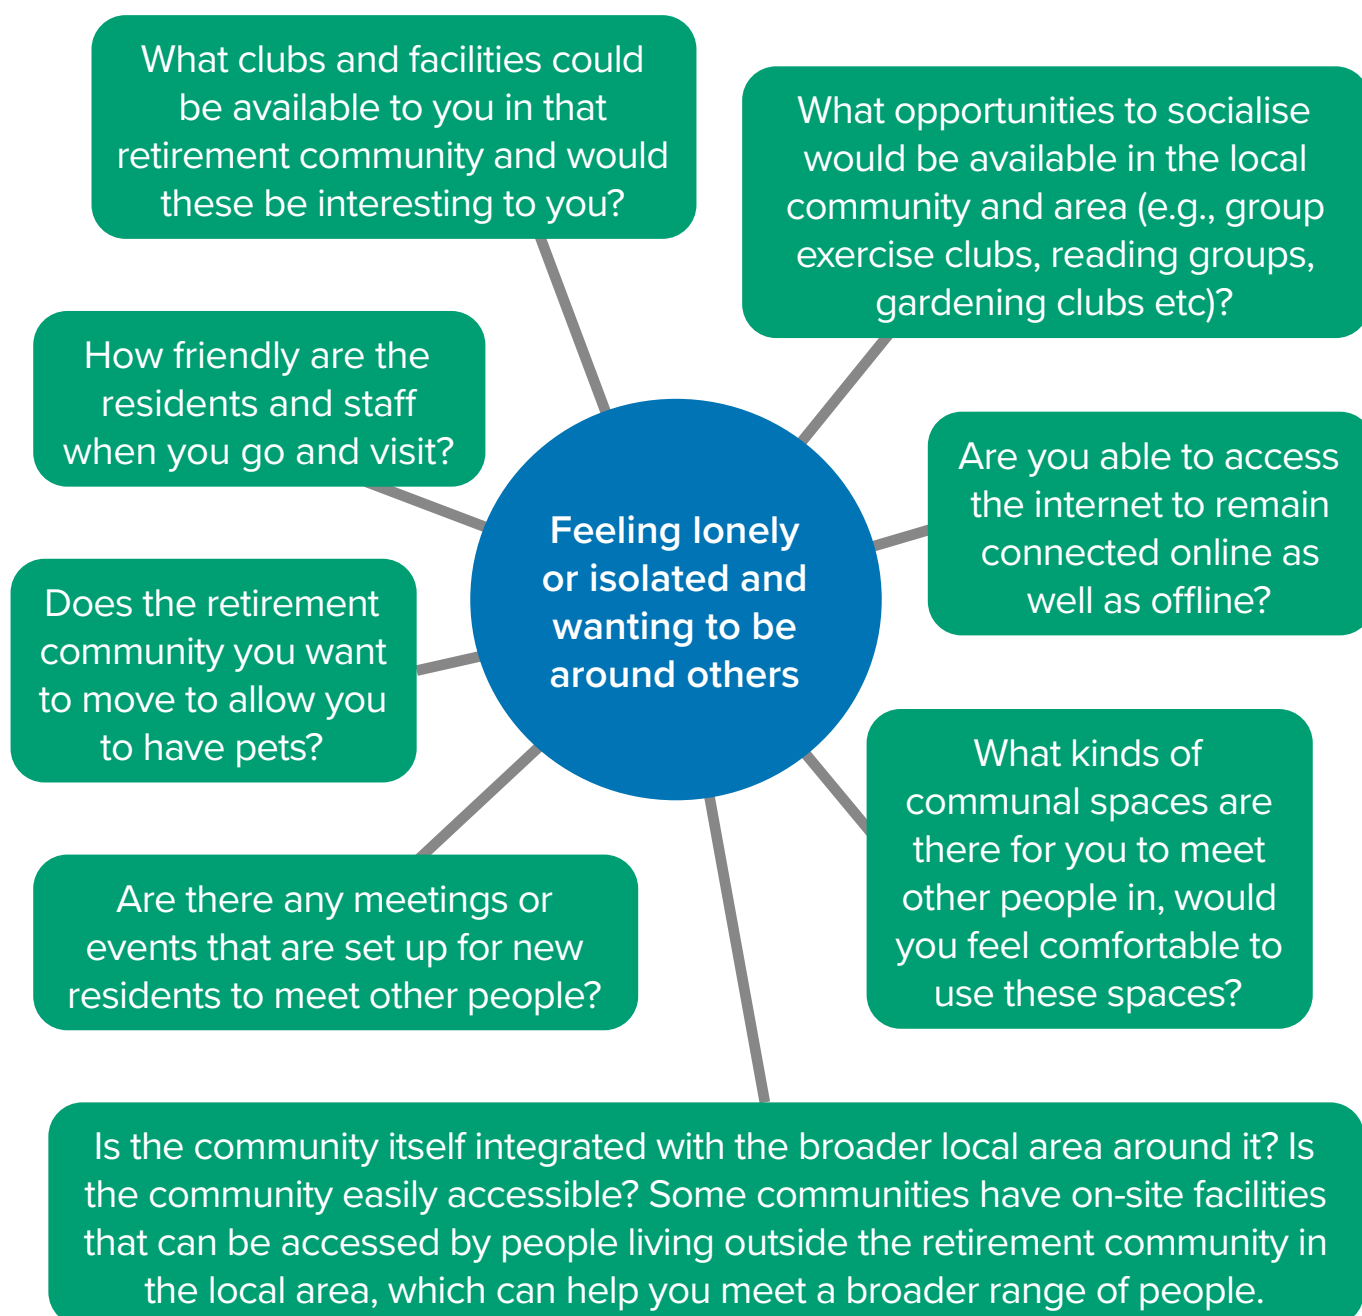 What clubs and facilities could
be available to you in that
retirement community and would
these be interesting to you?
What opportunities to socialise
would be available in the local
community and area (e.g., group
exercise clubs, reading groups,
gardening clubs etc)?
How friendly are the
residents and staff
when you go and visit?
Are you able to access
the internet to remain
connected online as
well as offline?
Feeling lonely
or isolated and
wanting to be
around others
Does the retirement
community you want
to move to allow you
to have pets?
What kinds of
communal spaces are
there for you to meet
other people in, would
you feel comfortable to
use these spaces?
Are there any meetings or
events that are set up for new
residents to meet other people?
Is the community itself integrated with the broader local area around it? Is
the community easily accessible? Some communities have on-site facilities
that can be accessed by people living outside the retirement community in
the local area, which can help you meet a broader range of people.